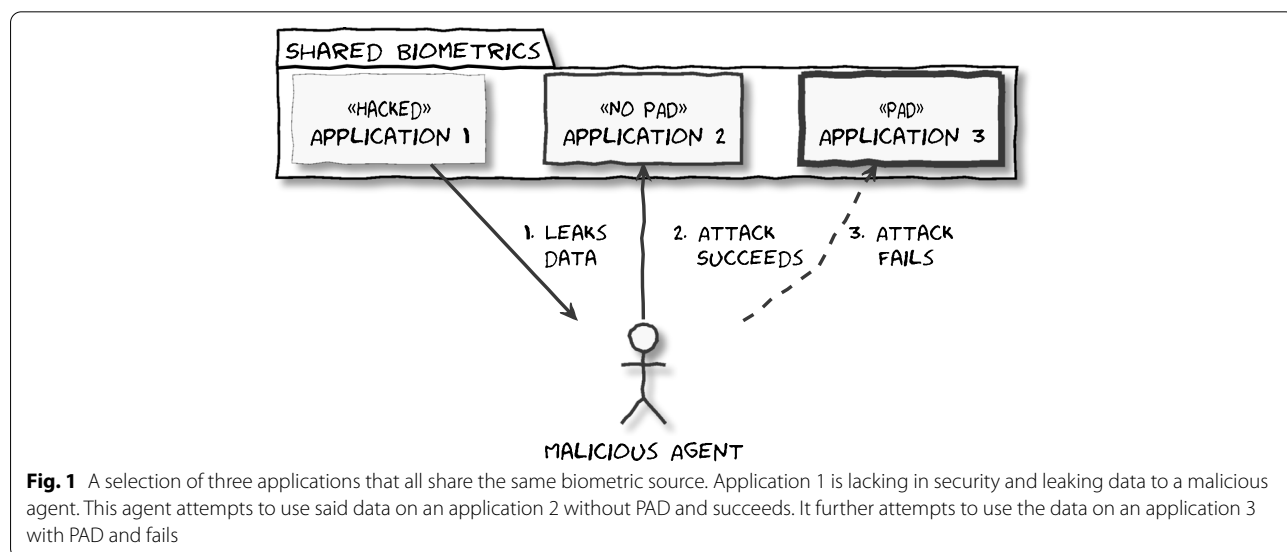 SHARED BIOMETRICS
«HACKED»
APPLICATION 1
«NO PAD»
APPLICATION 2
«PAD»
APPLICATION 3
1. LEAKS
DATA
2. ATTACK
SUCCEEDS
3. ATTACK
FAILS
MALICIOUS AGENT
Fig. 1 A selection of three applications that all share the same biometric source. Application 1 is lacking in security and leaking data to a malicious
agent. This agent attempts to use said data on an application 2 without PAD and succeeds. It further attempts to use the data on an application 3
with PAD and fails